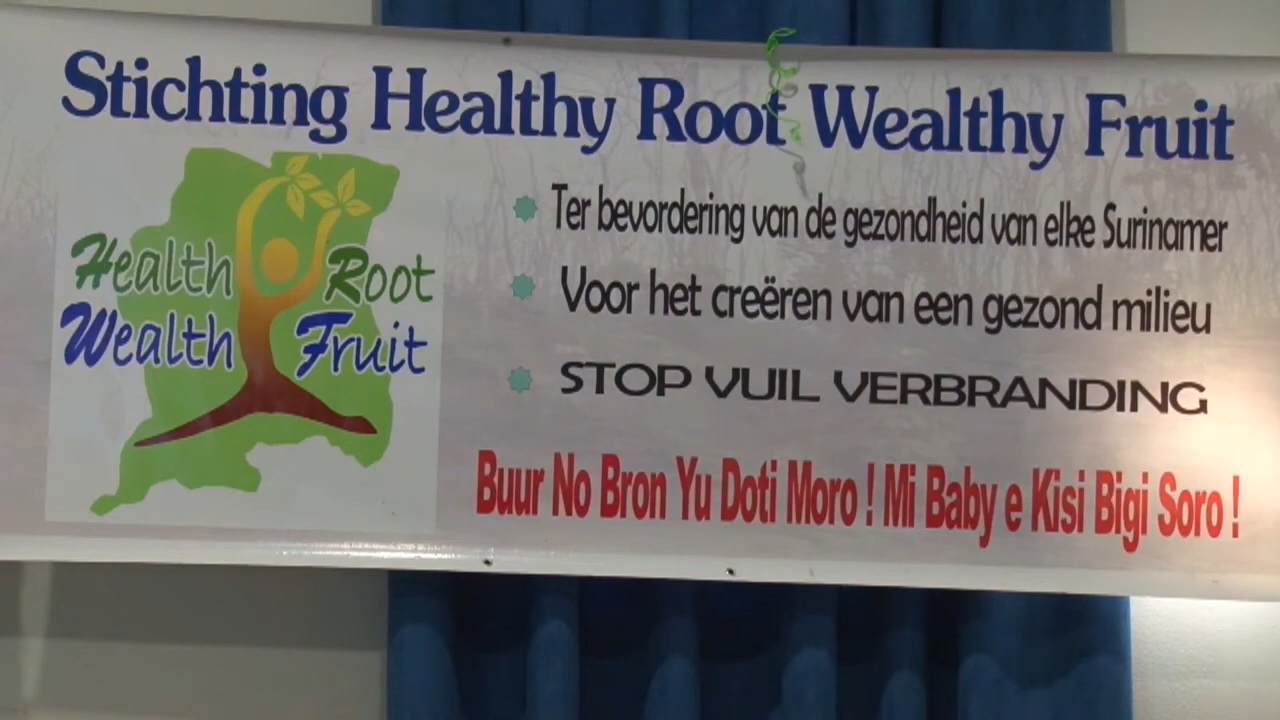 Stichting Healthy Root Wealthy Fruit
Health Root
Wealth Fruit
Ter bevordering van de gezondheid van elke Surinamer
Voor het creëren van een gezond milieu
STOP VUIL VERBRANDING
Buur No Bron Yu Doti Moro ! Mi Baby e Kisi Bigi Soro !